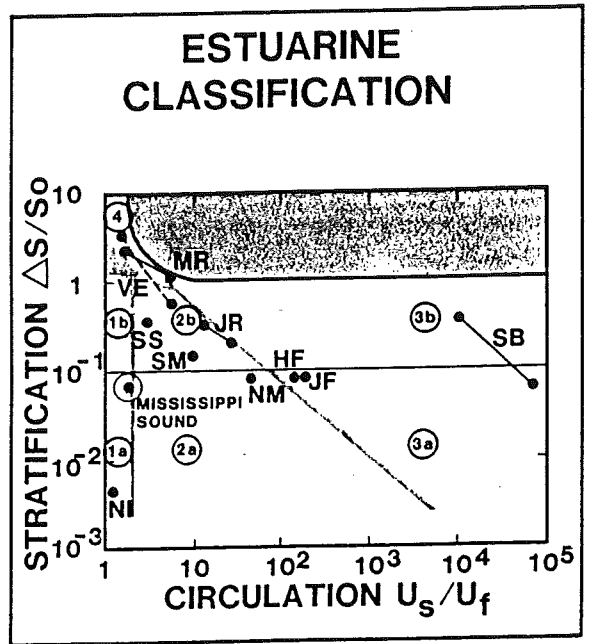 ESTUARINE
CLASSIFICATION
STRATIFICATION ΔS/So
10
1
10⁻¹
10⁻²
10⁻³
4
MR
VE
1b
2b
JR
3b
SB
SS
SM
HF
NM
JF
MISSISSIPPI
SOUND
1a
2a
3a
NI
1
10
10²
10³
10⁴
10⁵
CIRCULATION Us/Uf